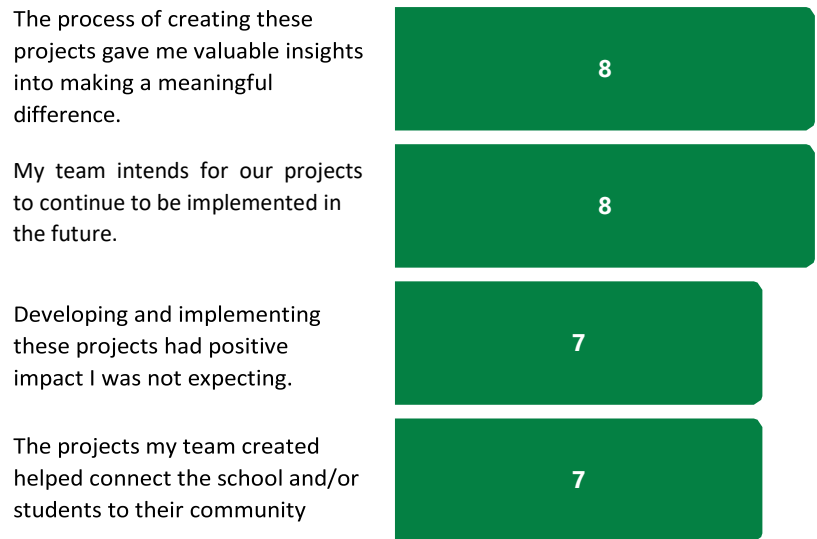 The process of creating these
projects gave me valuable insights
into making a meaningful
difference.
8
My team intends for our projects
to continue to be implemented in
the future.
8
Developing and implementing
these projects had positive
impact I was not expecting.
7
The projects my team created
helped connect the school and/or
students to their community
7